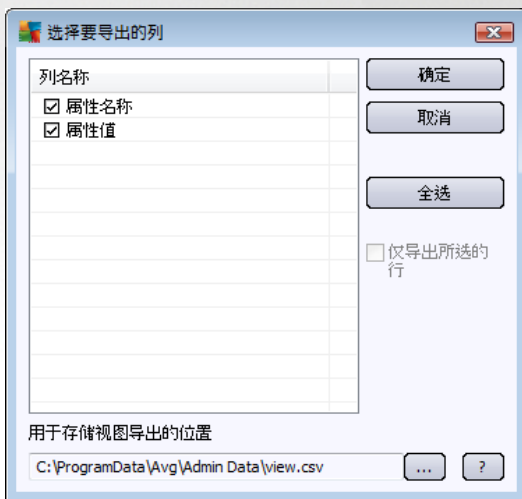 选择要导出的列
列名称
属性名称
属性值
确定
取消
全选
仅导出所选的
行
用于存储视图导出的位置
C:\ProgramData\Avg\Admin Data\view.csv
...
?